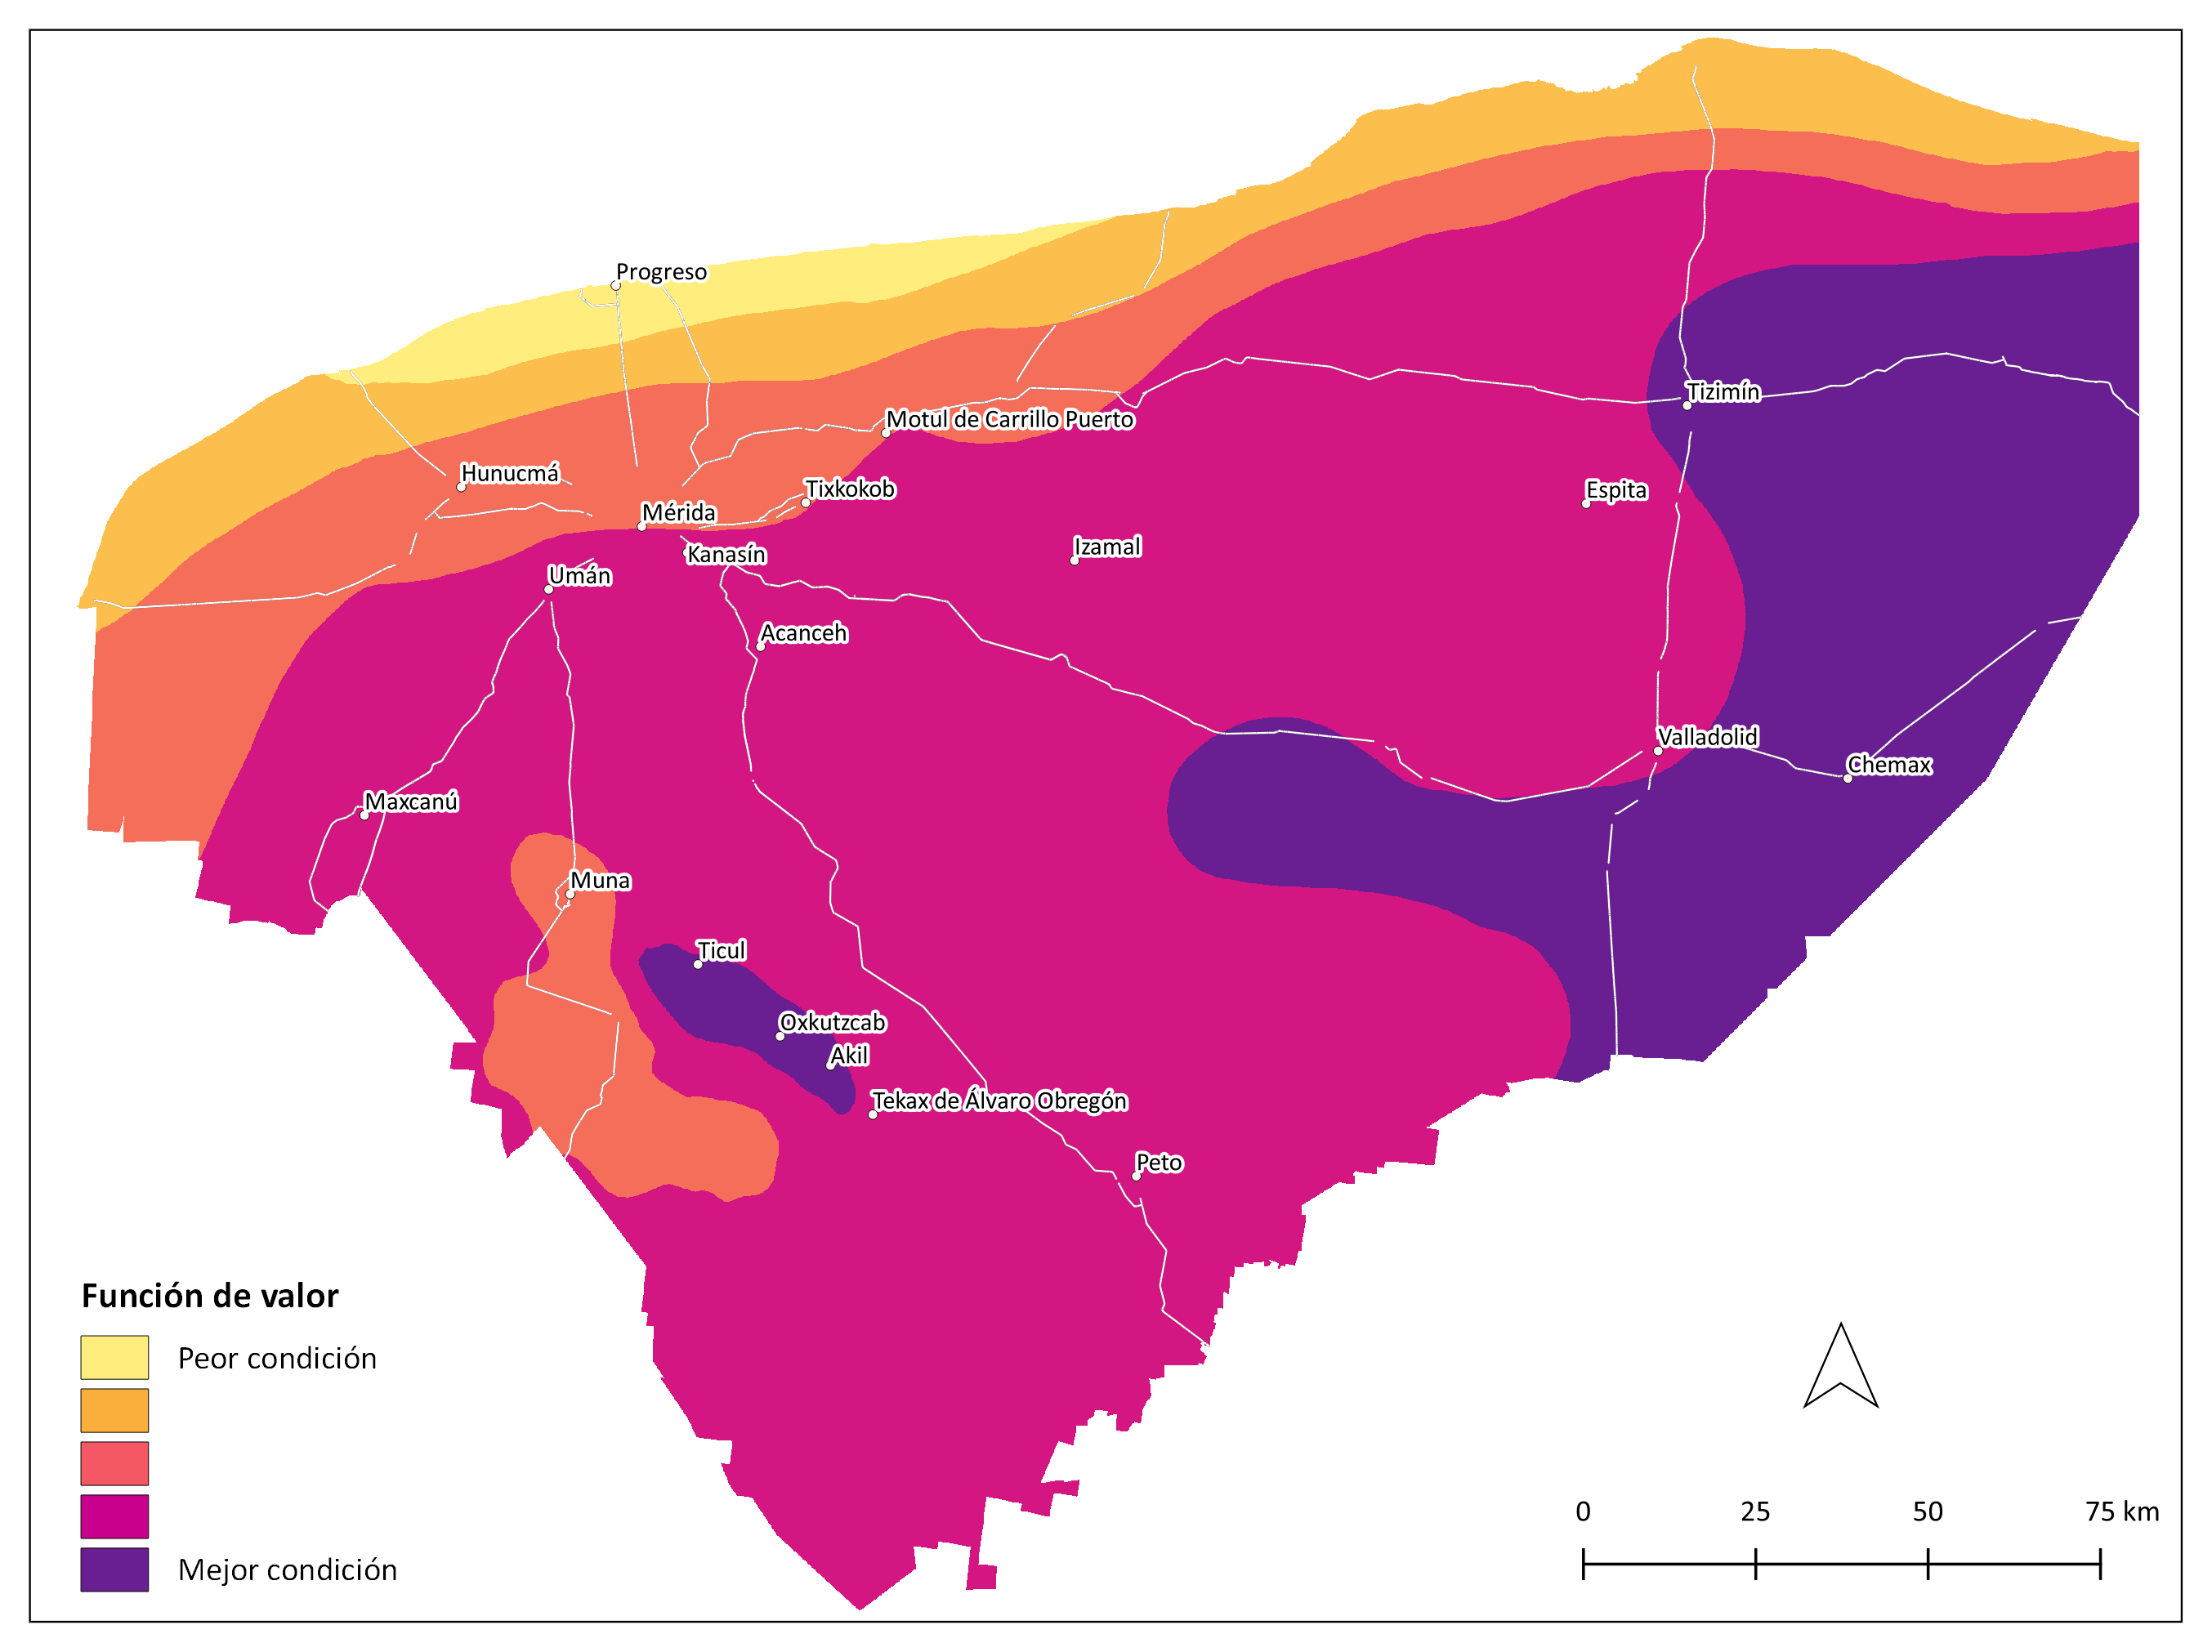 Progreso
Tizimín
Motul de Carrillo Puerto
Hunucmá
Tixkokob
Espita
Mérida
Izamal
Kanasín
Umán
Acanceh
Valladolid
Chemax
Maxcanú
Muna
Ticul
Oxkutzcab
Akil
Tekax de Álvaro Obregón
Peto
Función de valor
Peor condición
Mejor condición
0 25 50 75 km